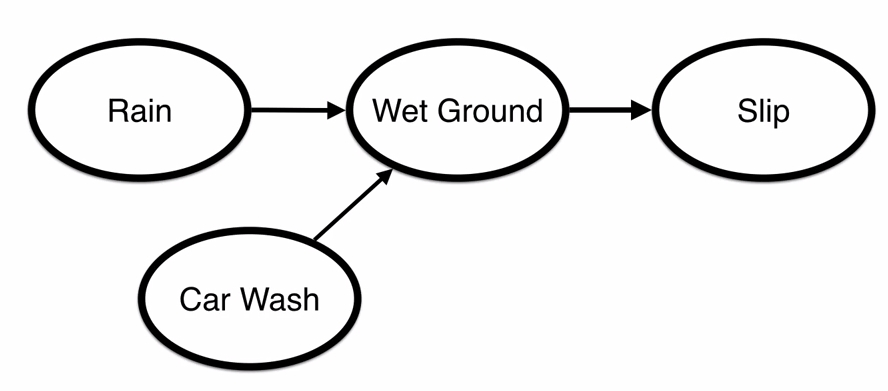 Rain
Wet Ground
Slip
Car Wash